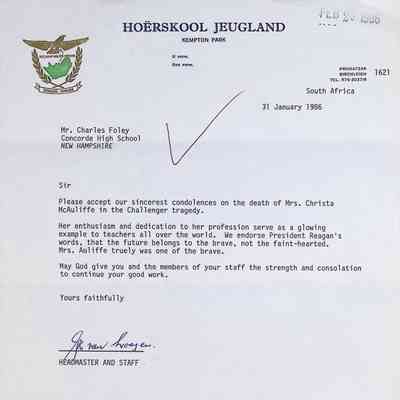 FEB 25 1986
HOËRSKOOL JEUGLAND
KEMPTON PARK
U verw.
Ons verw.
BIRCHLEIGH
1621
South Africa
31 January 1986
Mr. Charles Foley
Concorde High School
NEW HAMPSHIRE
Sir
Please accept our sincerest condolences on the death of Mrs. Christa
McAuliffe in the Challenger tragedy.
Her enthusiasm and dedication to her profession serve as a glowing
example to teachers all over the world. We endorse President Reagan's
words, that the future belongs to the brave, not the faint-hearted.
Mrs. Auliffe truely was one of the brave.
May God give you and the members of your staff the strength and consolation
to continue your good work.
Yours faithfully
HEADMASTER AND STAFF